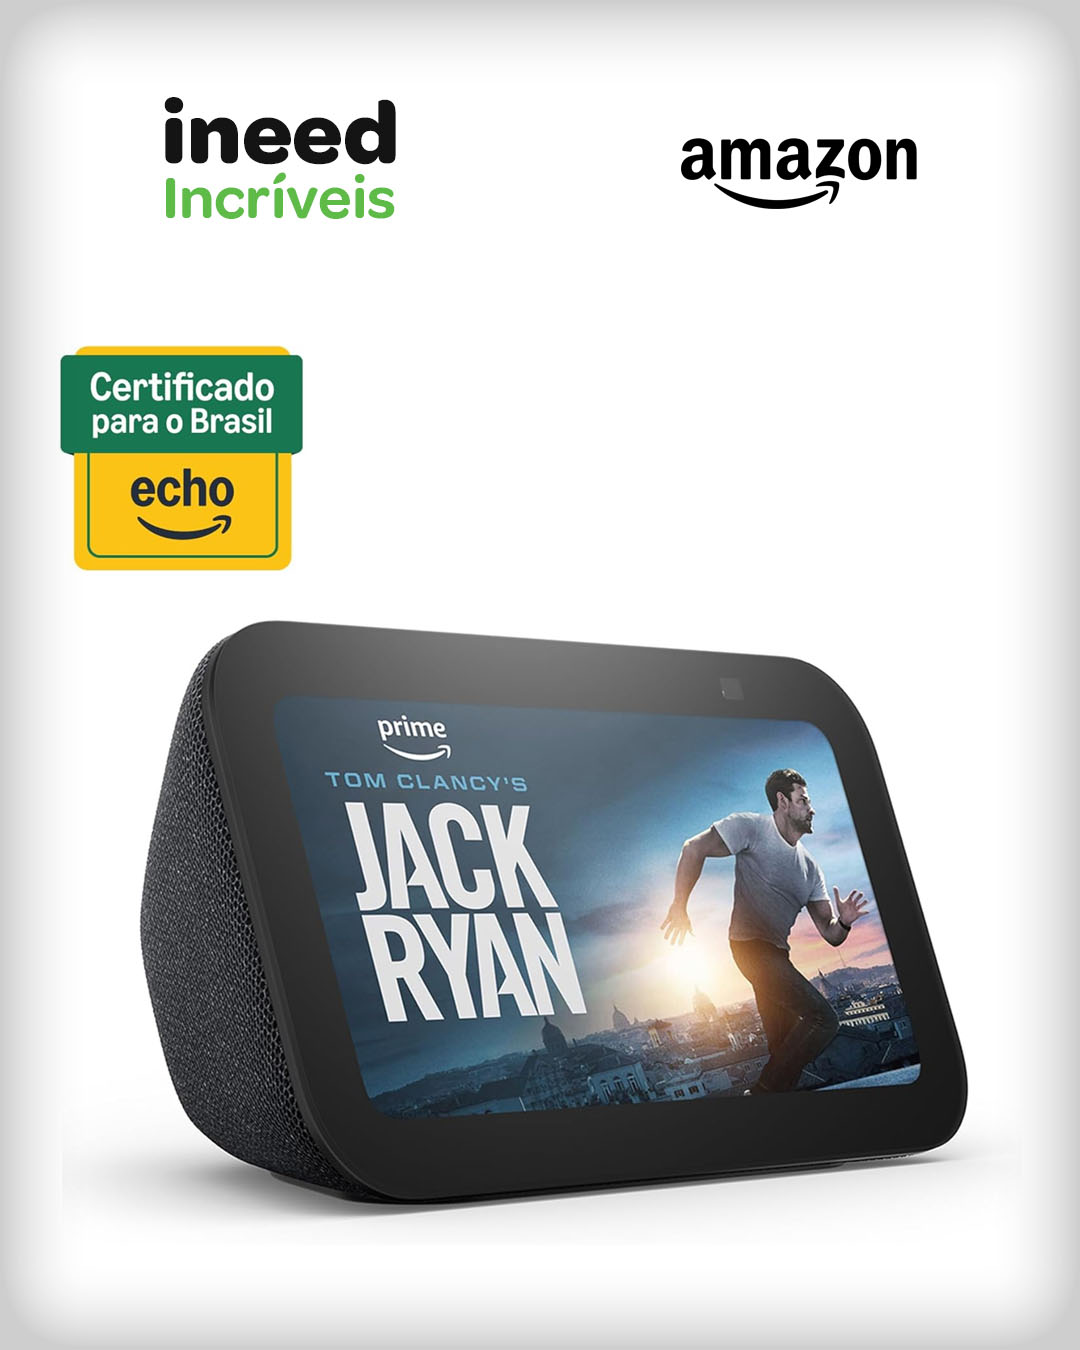 ineed
Incríveis
amazon
Certificado
para o Brasil
echo
prime
TOM CLANCY'S
JACK
RYAN